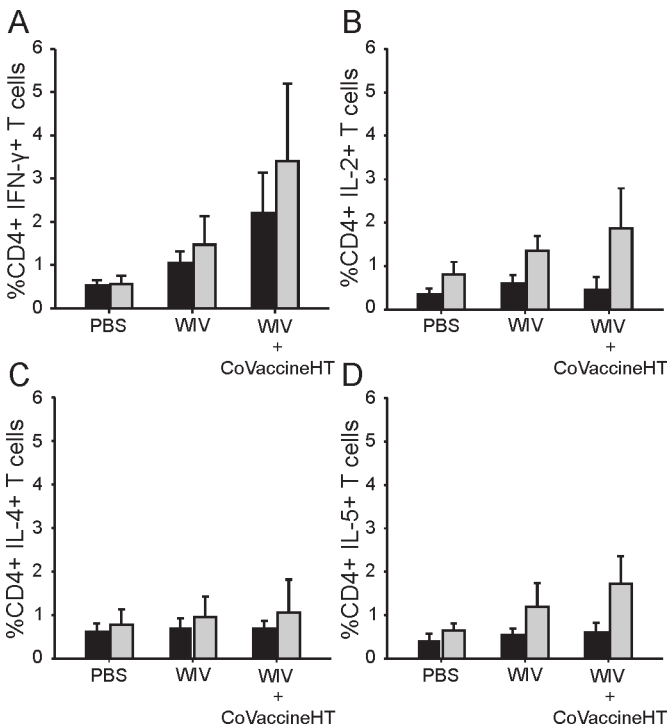 A
%CD4+ IFN-γ+ T cells
6
5
4
3
2
1
0
PBS
WIV
WIV
+
CoVaccineHT
B
%CD4+ IL-2+ T cells
6
5
4
3
2
1
0
PBS
WIV
WIV
+
CoVaccineHT
C
%CD4+ IL-4+ T cells
6
5
4
3
2
1
0
PBS
WIV
WIV
+
CoVaccineHT
D
%CD4+ IL-5+ T cells
6
5
4
3
2
1
0
PBS
WIV
WIV
+
CoVaccineHT